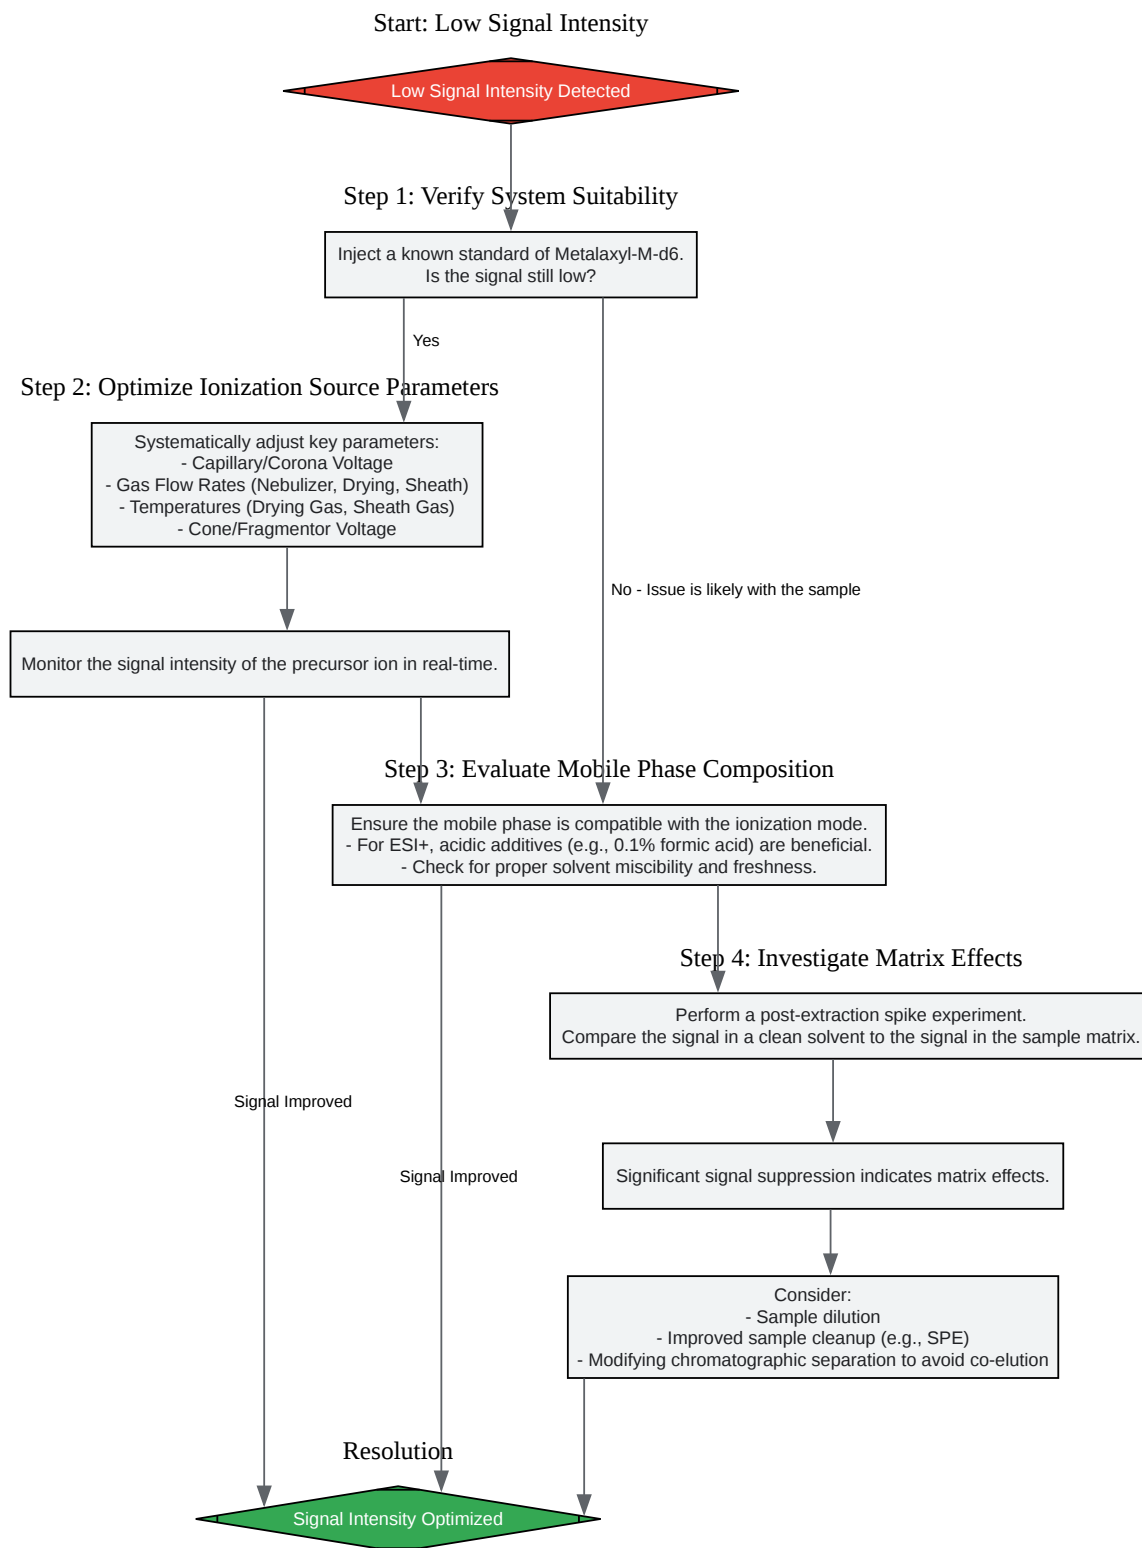 Start: Low Signal Intensity
Low Signal Intensity Detected
Step 1: Verify System Suitability
Inject a known standard of Metalaxyl-M-d6.
Is the signal still low?
Yes
Step 2: Optimize Ionization Source Parameters
Systematically adjust key parameters:
- Capillary/Corona Voltage
- Gas Flow Rates (Nebulizer, Drying, Sheath)
- Temperatures (Drying Gas, Sheath Gas)
- Cone/Fragmentor Voltage
No - Issue is likely with the sample
Monitor the signal intensity of the precursor ion in real-time.
Step 3: Evaluate Mobile Phase Composition
Ensure the mobile phase is compatible with the ionization mode.
- For ESI+, acidic additives (e.g., 0.1% formic acid) are beneficial.
- Check for proper solvent miscibility and freshness.
Step 4: Investigate Matrix Effects
Perform a post-extraction spike experiment.
Compare the signal in a clean solvent to the signal in the sample matrix.
Signal Improved
Signal Improved
Significant signal suppression indicates matrix effects.
Consider:
- Sample dilution
- Improved sample cleanup (e.g., SPE)
- Modifying chromatographic separation to avoid co-elution
Resolution
Signal Intensity Optimized